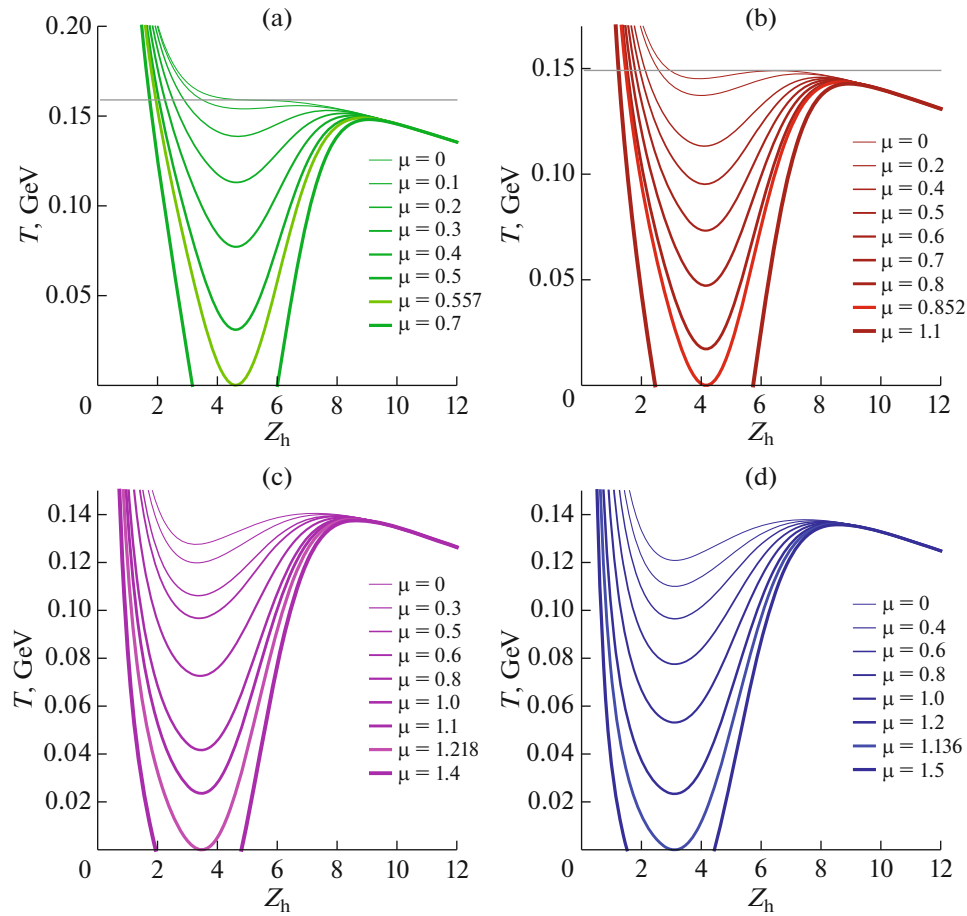 (a)
T, GeV
0.20
0.15
0.10
0.05
0 2 4 6 8 10 12
Z_h
μ = 0
μ = 0.1
μ = 0.2
μ = 0.3
μ = 0.4
μ = 0.5
μ = 0.557
μ = 0.7
(b)
T, GeV
0.15
0.10
0.05
0 2 4 6 8 10 12
Z_h
μ = 0
μ = 0.2
μ = 0.4
μ = 0.5
μ = 0.6
μ = 0.7
μ = 0.8
μ = 0.852
μ = 1.1
(c)
T, GeV
0.14
0.12
0.10
0.08
0.06
0.04
0.02
0 2 4 6 8 10 12
Z_h
μ = 0
μ = 0.3
μ = 0.5
μ = 0.6
μ = 0.8
μ = 1.0
μ = 1.1
μ = 1.218
μ = 1.4
(d)
T, GeV
0.14
0.12
0.10
0.08
0.06
0.04
0.02
0 2 4 6 8 10 12
Z_h
μ = 0
μ = 0.4
μ = 0.6
μ = 0.8
μ = 1.0
μ = 1.2
μ = 1.136
μ = 1.5